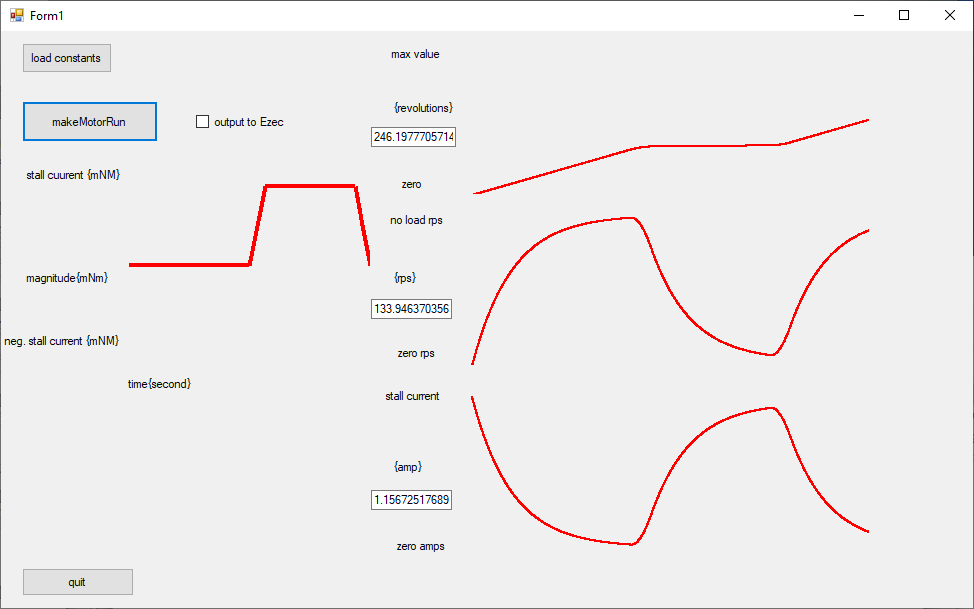 Form1
load constants
max value
{revolutions}
makeMotorRun
output to Ezec
246.1977705714
stall cuurent {mNM}
zero
no load rps
magnitude{mNm}
{rps}
133.946370356
neg. stall current {mNM}
zero rps
time{second}
stall current
{amp}
1.15672517689
zero amps
quit